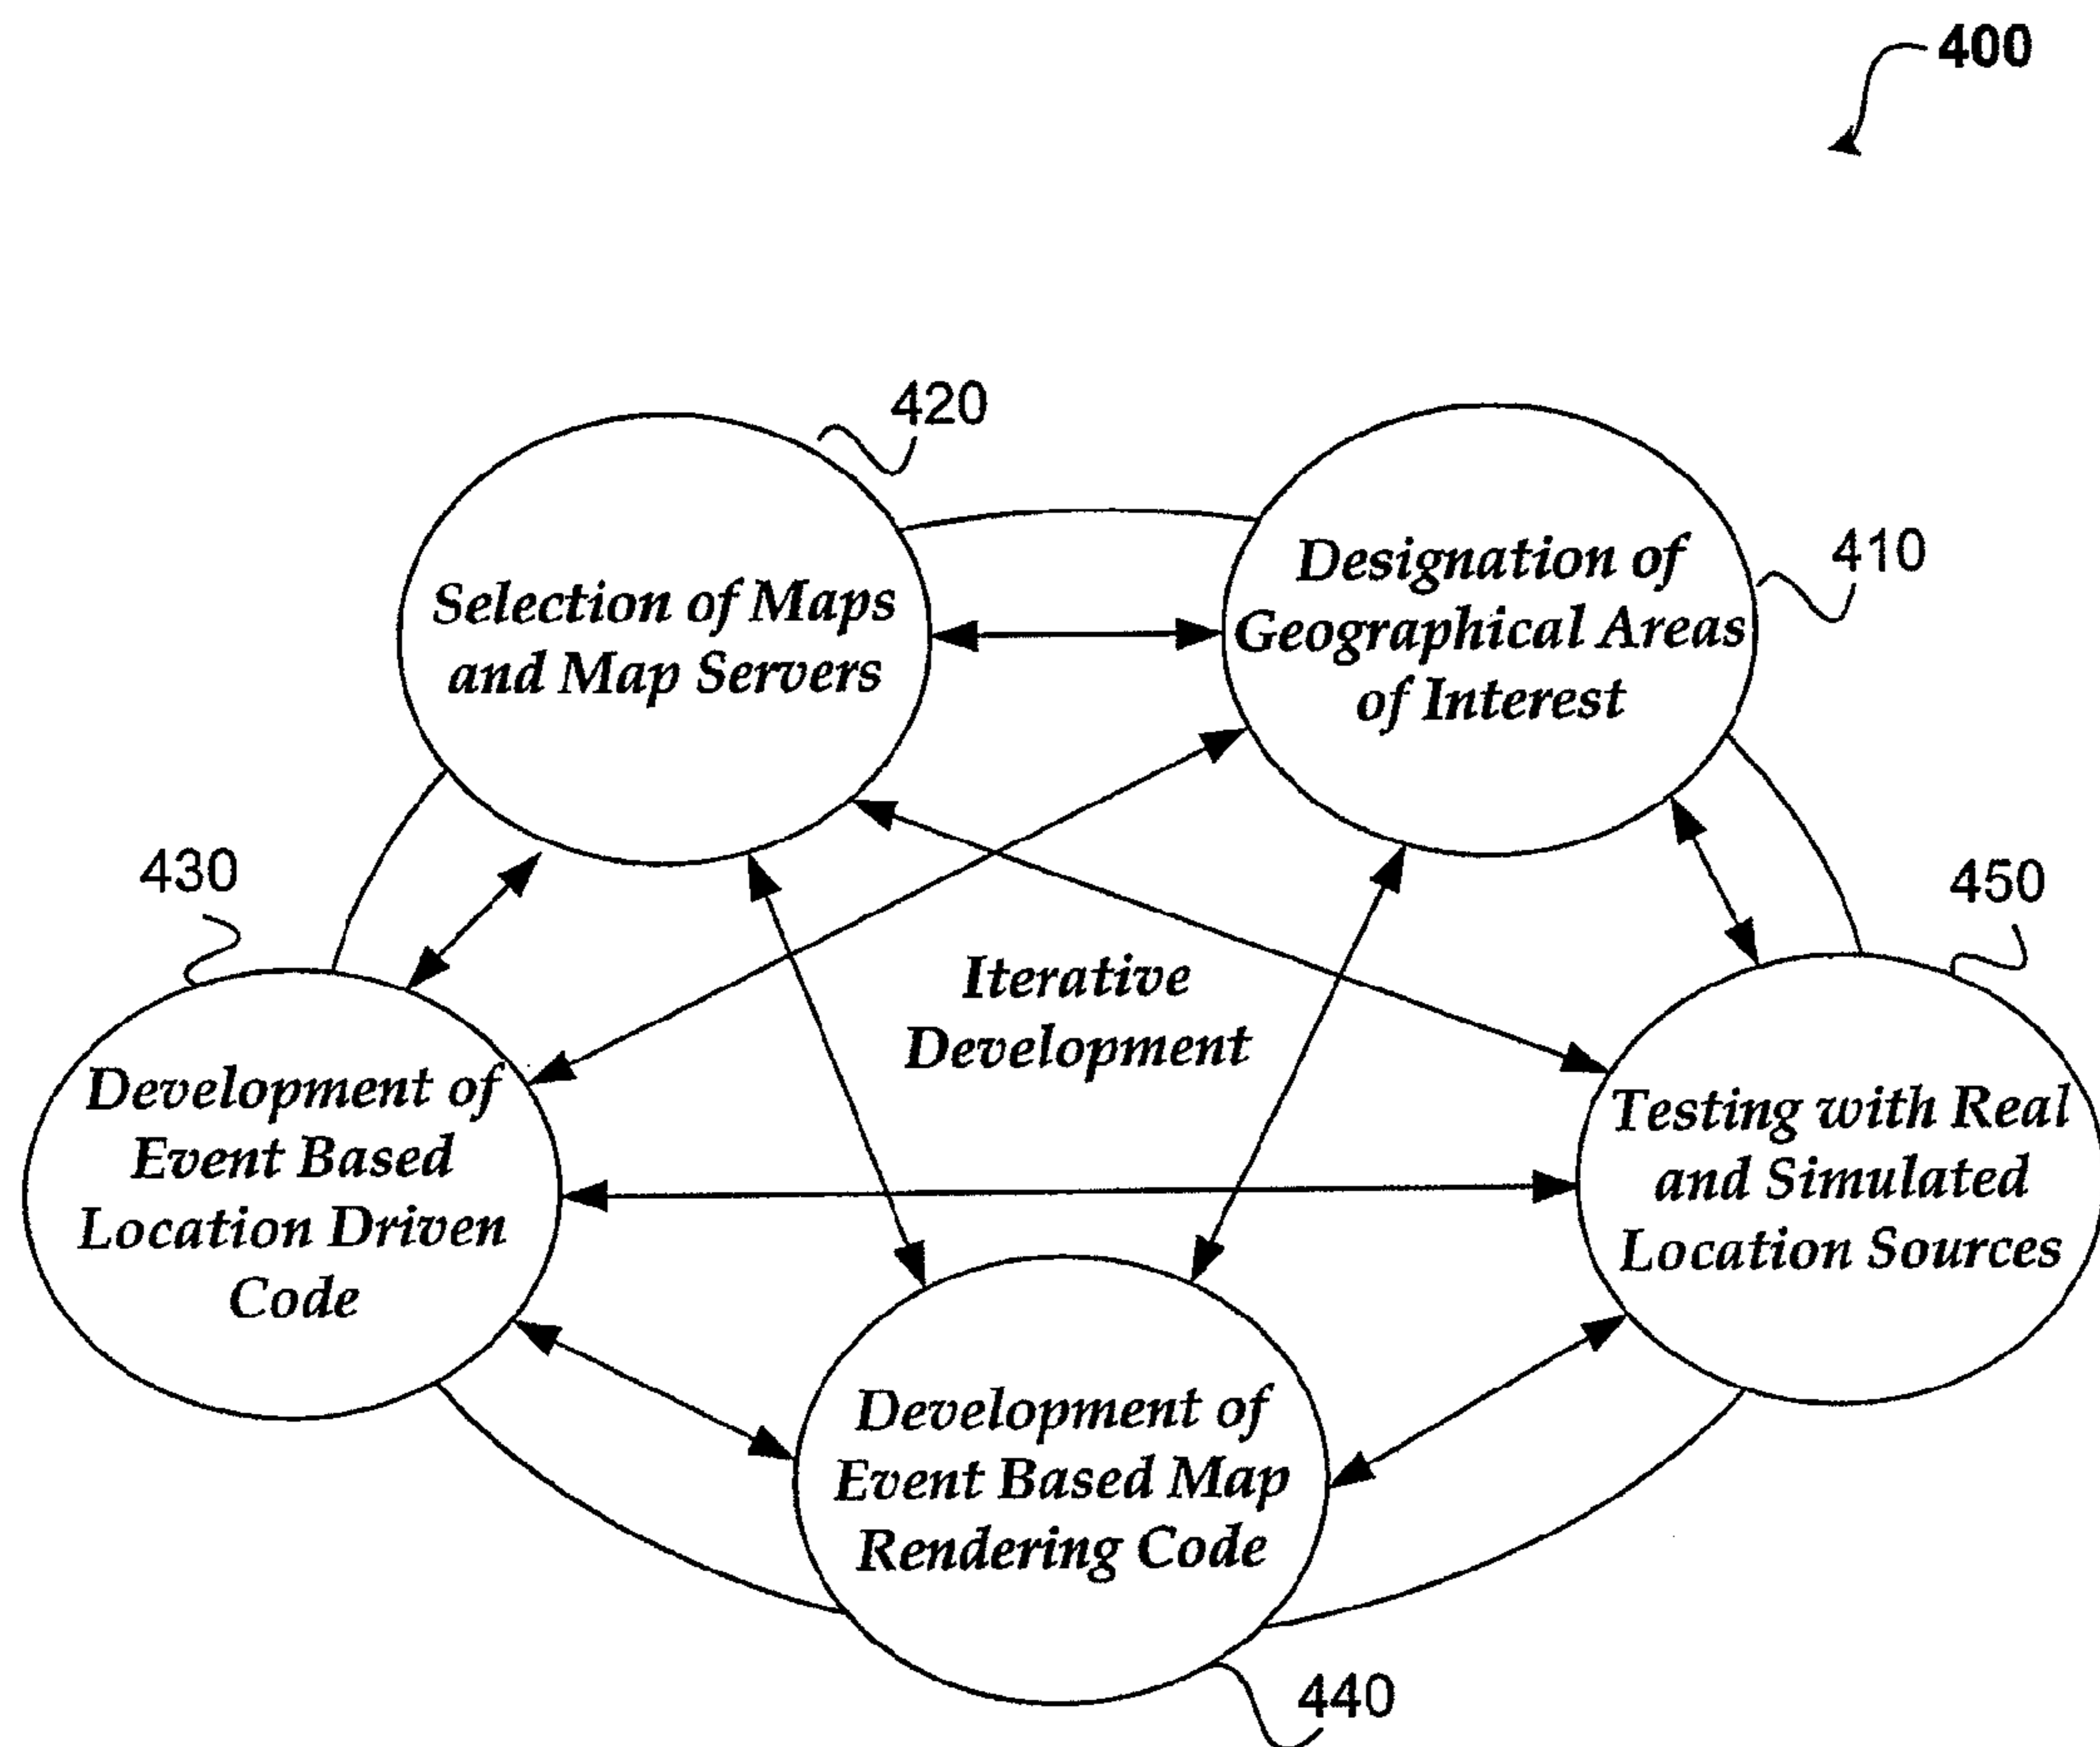 400
420
Selection of Maps
and Map Servers
410
Designation of
Geographical Areas
of Interest
430
Development of
Event Based
Location Driven
Code
Iterative
Development
450
Testing with Real
and Simulated
Location Sources
Development of
Event Based Map
Rendering Code
440